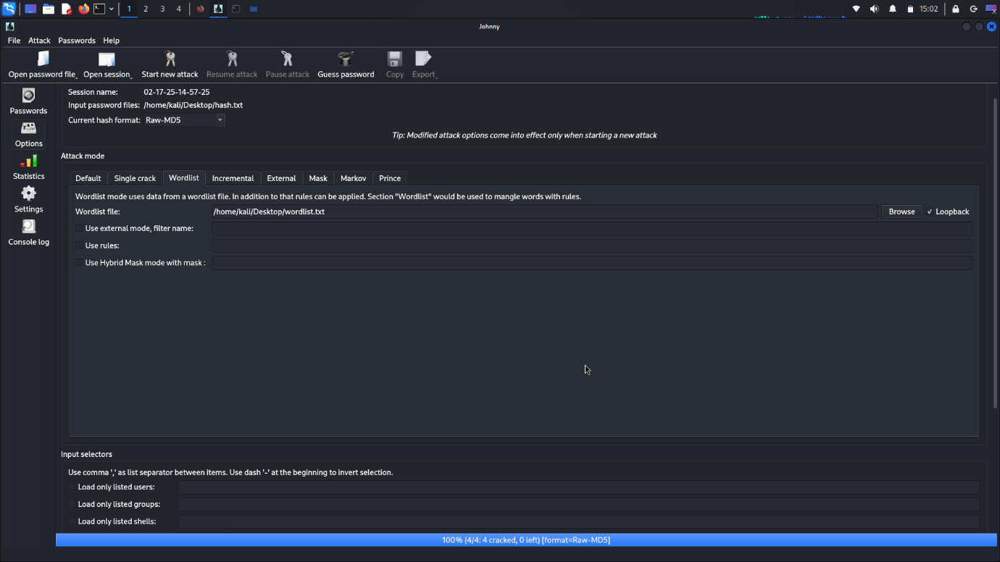 1 2 3 4 15:02
Johnny
File Attack Passwords Help
Open password file Open session Start new attack Resume attack Pause attack Guess password Copy Export
Passwords
Options
Statistics
Settings
Console log
Session name: 02-17-25-14-57-25
Input password files: /home/kali/Desktop/hash.txt
Current hash format: Raw-MD5
Tip: Modified attack options come into effect only when starting a new attack
Attack mode
Default Single crack Wordlist Incremental External Mask Markov Prince
Wordlist mode uses data from a wordlist file. In addition to that rules can be applied. Section "Wordlist" would be used to mangle words with rules.
Wordlist file: /home/kali/Desktop/wordlist.txt Browse Loopback
Use external mode, filter name:
Use rules:
Use Hybrid Mask mode with mask :
Input selectors
Use comma ',' as list separator between items. Use dash '-' at the beginning to invert selection.
Load only listed users:
Load only listed groups:
Load only listed shells:
100% (4/4: 4 cracked, 0 left) [format=Raw-MD5]